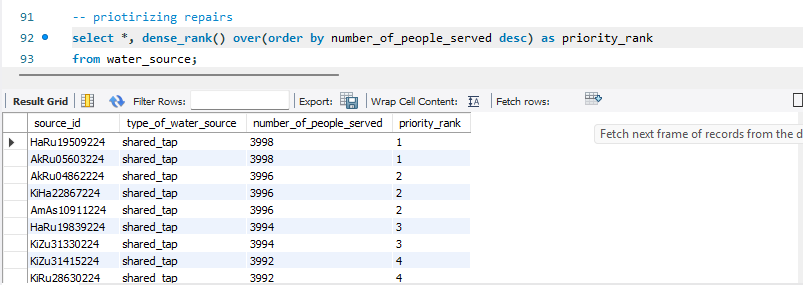 91 -- priotirizing repairs
92 select *, dense_rank() over(order by number_of_people_served desc) as priority_rank
93 from water_source;
Result Grid Filter Rows: Export: Wrap Cell Content: IA Fetch rows:
source_id type_of_water_source number_of_people_served priority_rank
Fetch next frame of records from the d
HaRu19509224 shared_tap 3998 1
AkRu05603224 shared_tap 3998 1
AkRu04862224 shared_tap 3996 2
KiHa22867224 shared_tap 3996 2
AmAs10911224 shared_tap 3996 2
HaRu19839224 shared_tap 3994 3
KiZu31330224 shared_tap 3994 3
KiZu31415224 shared_tap 3992 4
KiRu28630224 shared_tap 3992 4